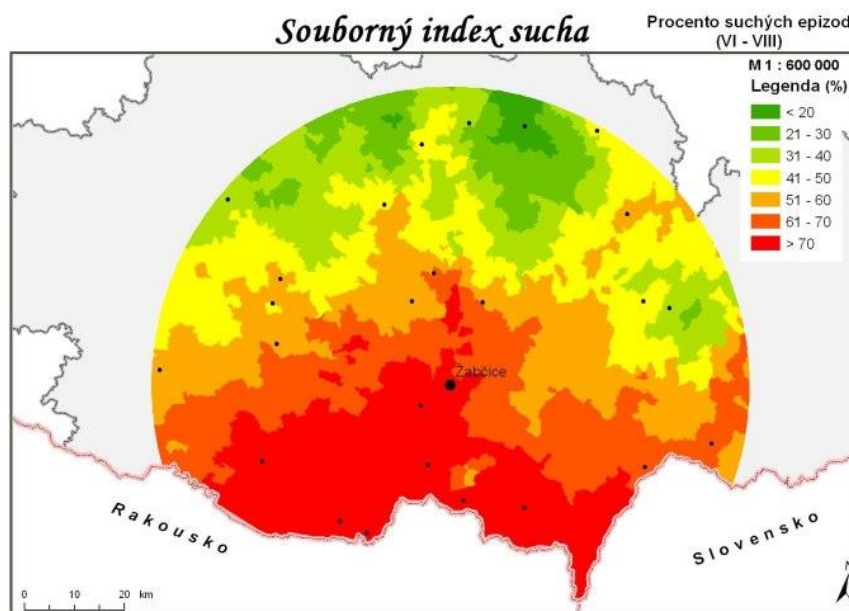 Souborný index sucha
Procento suchých epizod
(VI - VIII)
M 1 : 600 000
Legenda (%)
< 20
21 - 30
31 - 40
41 - 50
51 - 60
61 - 70
> 70
Žabčice
Rakousko
Slovensko
0 10 20 km
N